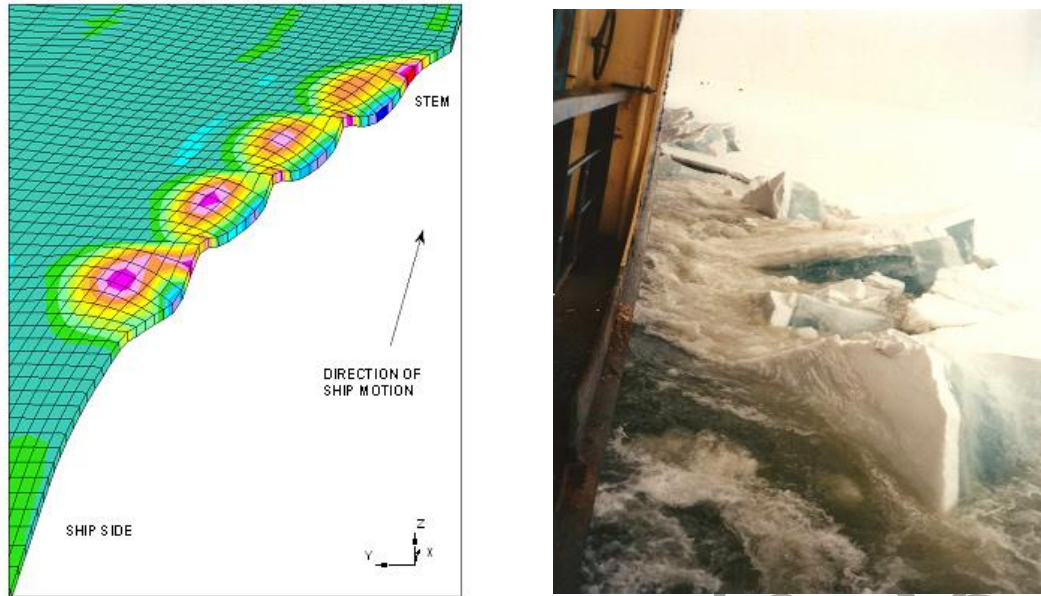 STEM
DIRECTION OF
SHIP MOTION
SHIP SIDE
Z
Y
X